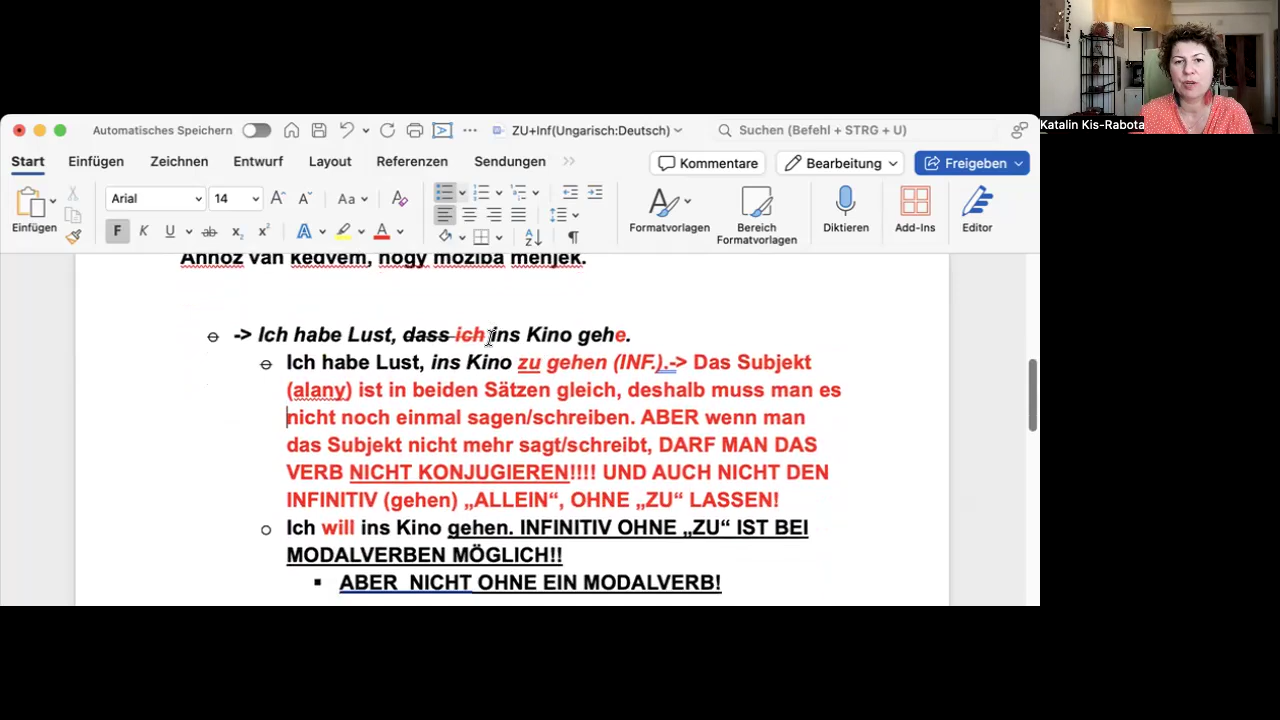 Katalin Kis-Rabota
Automatisches Speichern ZU+Inf(Ungarisch:Deutsch) Suchen (Befehl + STRG + U)
Start Einfügen Zeichnen Entwurf Layout Referenzen Sendungen Kommentare Bearbeitung Freigeben
Einfügen Arial 14 Aa Formatvorlagen Bereich Formatvorlagen Diktieren Add-Ins Editor
F K U ab x₂ x² A A
Ahhoz van kedvem, hogy moziba menjek.
-> Ich habe Lust, dass ich ins Kino gehe.
Ich habe Lust, ins Kino zu gehen (INF.).-> Das Subjekt
(alany) ist in beiden Sätzen gleich, deshalb muss man es
nicht noch einmal sagen/schreiben. ABER wenn man
das Subjekt nicht mehr sagt/schreibt, DARF MAN DAS
VERB NICHT KONJUGIEREN!!!! UND AUCH NICHT DEN
INFINITIV (gehen) „ALLEIN“, OHNE „ZU“ LASSEN!
Ich will ins Kino gehen. INFINITIV OHNE „ZU“ IST BEI
MODALVERBEN MÖGLICH!!
ABER NICHT OHNE EIN MODALVERB!